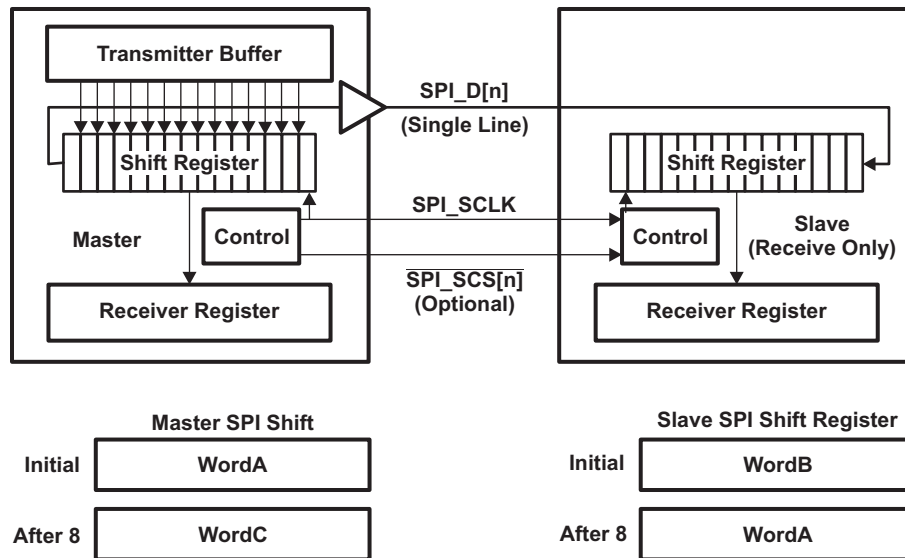 Transmitter Buffer
SPI_D[n]
(Single Line)
Shift Register
Shift Register
SPI_SCLK
Master
Control
Control
Slave
(Receive Only)
SPI_SCS[n]
(Optional)
Receiver Register
Receiver Register
Master SPI Shift
Slave SPI Shift Register
Initial
WordA
Initial
WordB
After 8
WordC
After 8
WordA